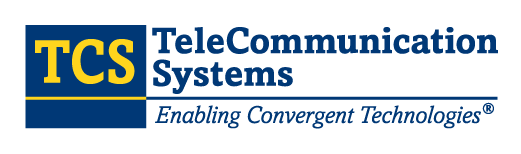 TCS
TeleCommunication
Systems
Enabling Convergent Technologies®